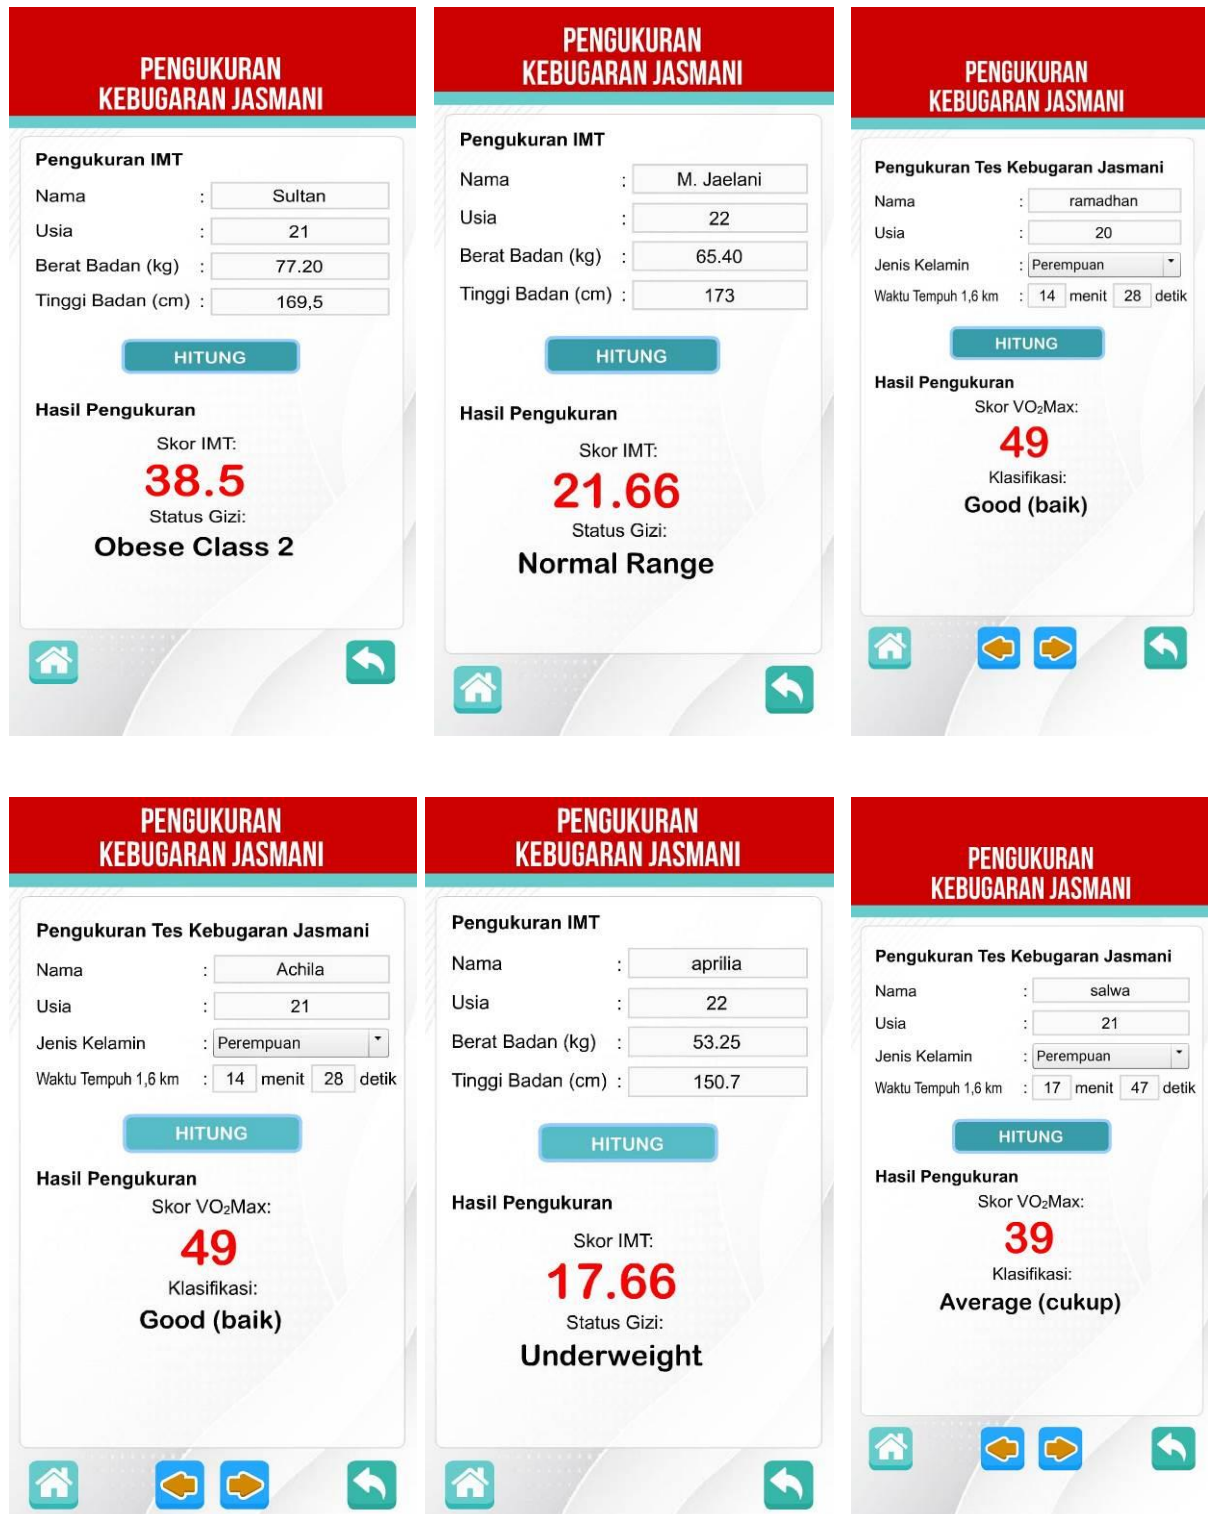 PENGUKURAN
KEBUGARAN JASMANI
Pengukuran IMT
Nama : Sultan
Usia : 21
Berat Badan (kg) : 77.20
Tinggi Badan (cm) : 169,5
HITUNG
Hasil Pengukuran
Skor IMT:
38.5
Status Gizi:
Obese Class 2
PENGUKURAN
KEBUGARAN JASMANI
Pengukuran IMT
Nama : M. Jaelani
Usia : 22
Berat Badan (kg) : 65.40
Tinggi Badan (cm) : 173
HITUNG
Hasil Pengukuran
Skor IMT:
21.66
Status Gizi:
Normal Range
PENGUKURAN
KEBUGARAN JASMANI
Pengukuran Tes Kebugaran Jasmani
Nama : ramadhan
Usia : 20
Jenis Kelamin : Perempuan
Waktu Tempuh 1,6 km : 14 menit 28 detik
HITUNG
Hasil Pengukuran
Skor VO₂Max:
49
Klasifikasi:
Good (baik)
PENGUKURAN
KEBUGARAN JASMANI
Pengukuran Tes Kebugaran Jasmani
Nama : Achila
Usia : 21
Jenis Kelamin : Perempuan
Waktu Tempuh 1,6 km : 14 menit 28 detik
HITUNG
Hasil Pengukuran
Skor VO₂Max:
49
Klasifikasi:
Good (baik)
PENGUKURAN
KEBUGARAN JASMANI
Pengukuran IMT
Nama : aprilia
Usia : 22
Berat Badan (kg) : 53.25
Tinggi Badan (cm) : 150.7
HITUNG
Hasil Pengukuran
Skor IMT:
17.66
Status Gizi:
Underweight
PENGUKURAN
KEBUGARAN JASMANI
Pengukuran Tes Kebugaran Jasmani
Nama : salwa
Usia : 21
Jenis Kelamin : Perempuan
Waktu Tempuh 1,6 km : 17 menit 47 detik
HITUNG
Hasil Pengukuran
Skor VO₂Max:
39
Klasifikasi:
Average (cukup)